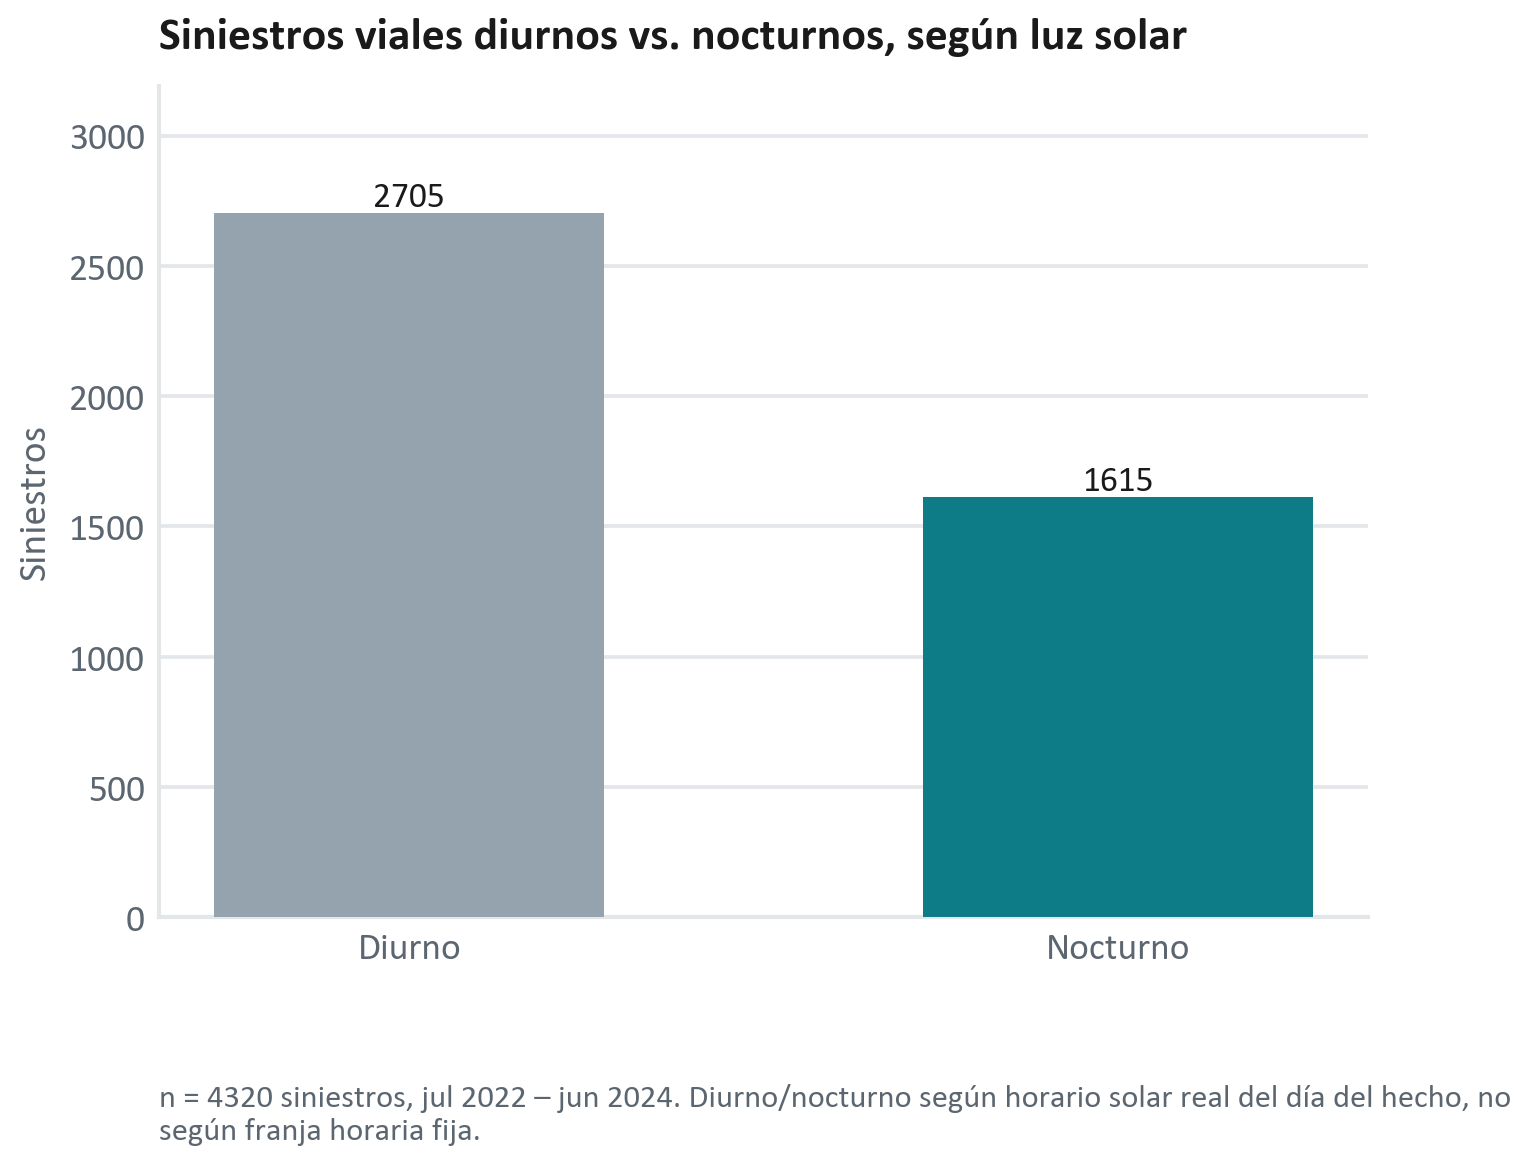 Siniestros viales diurnos vs. nocturnos, según luz solar
3000
2705
2500
2000
1615
1500
Siniestros
1000
500
0
Diurno
Nocturno
n = 4320 siniestros, jul 2022 – jun 2024. Diurno/nocturno según horario solar real del día del hecho, no
según franja horaria fija.